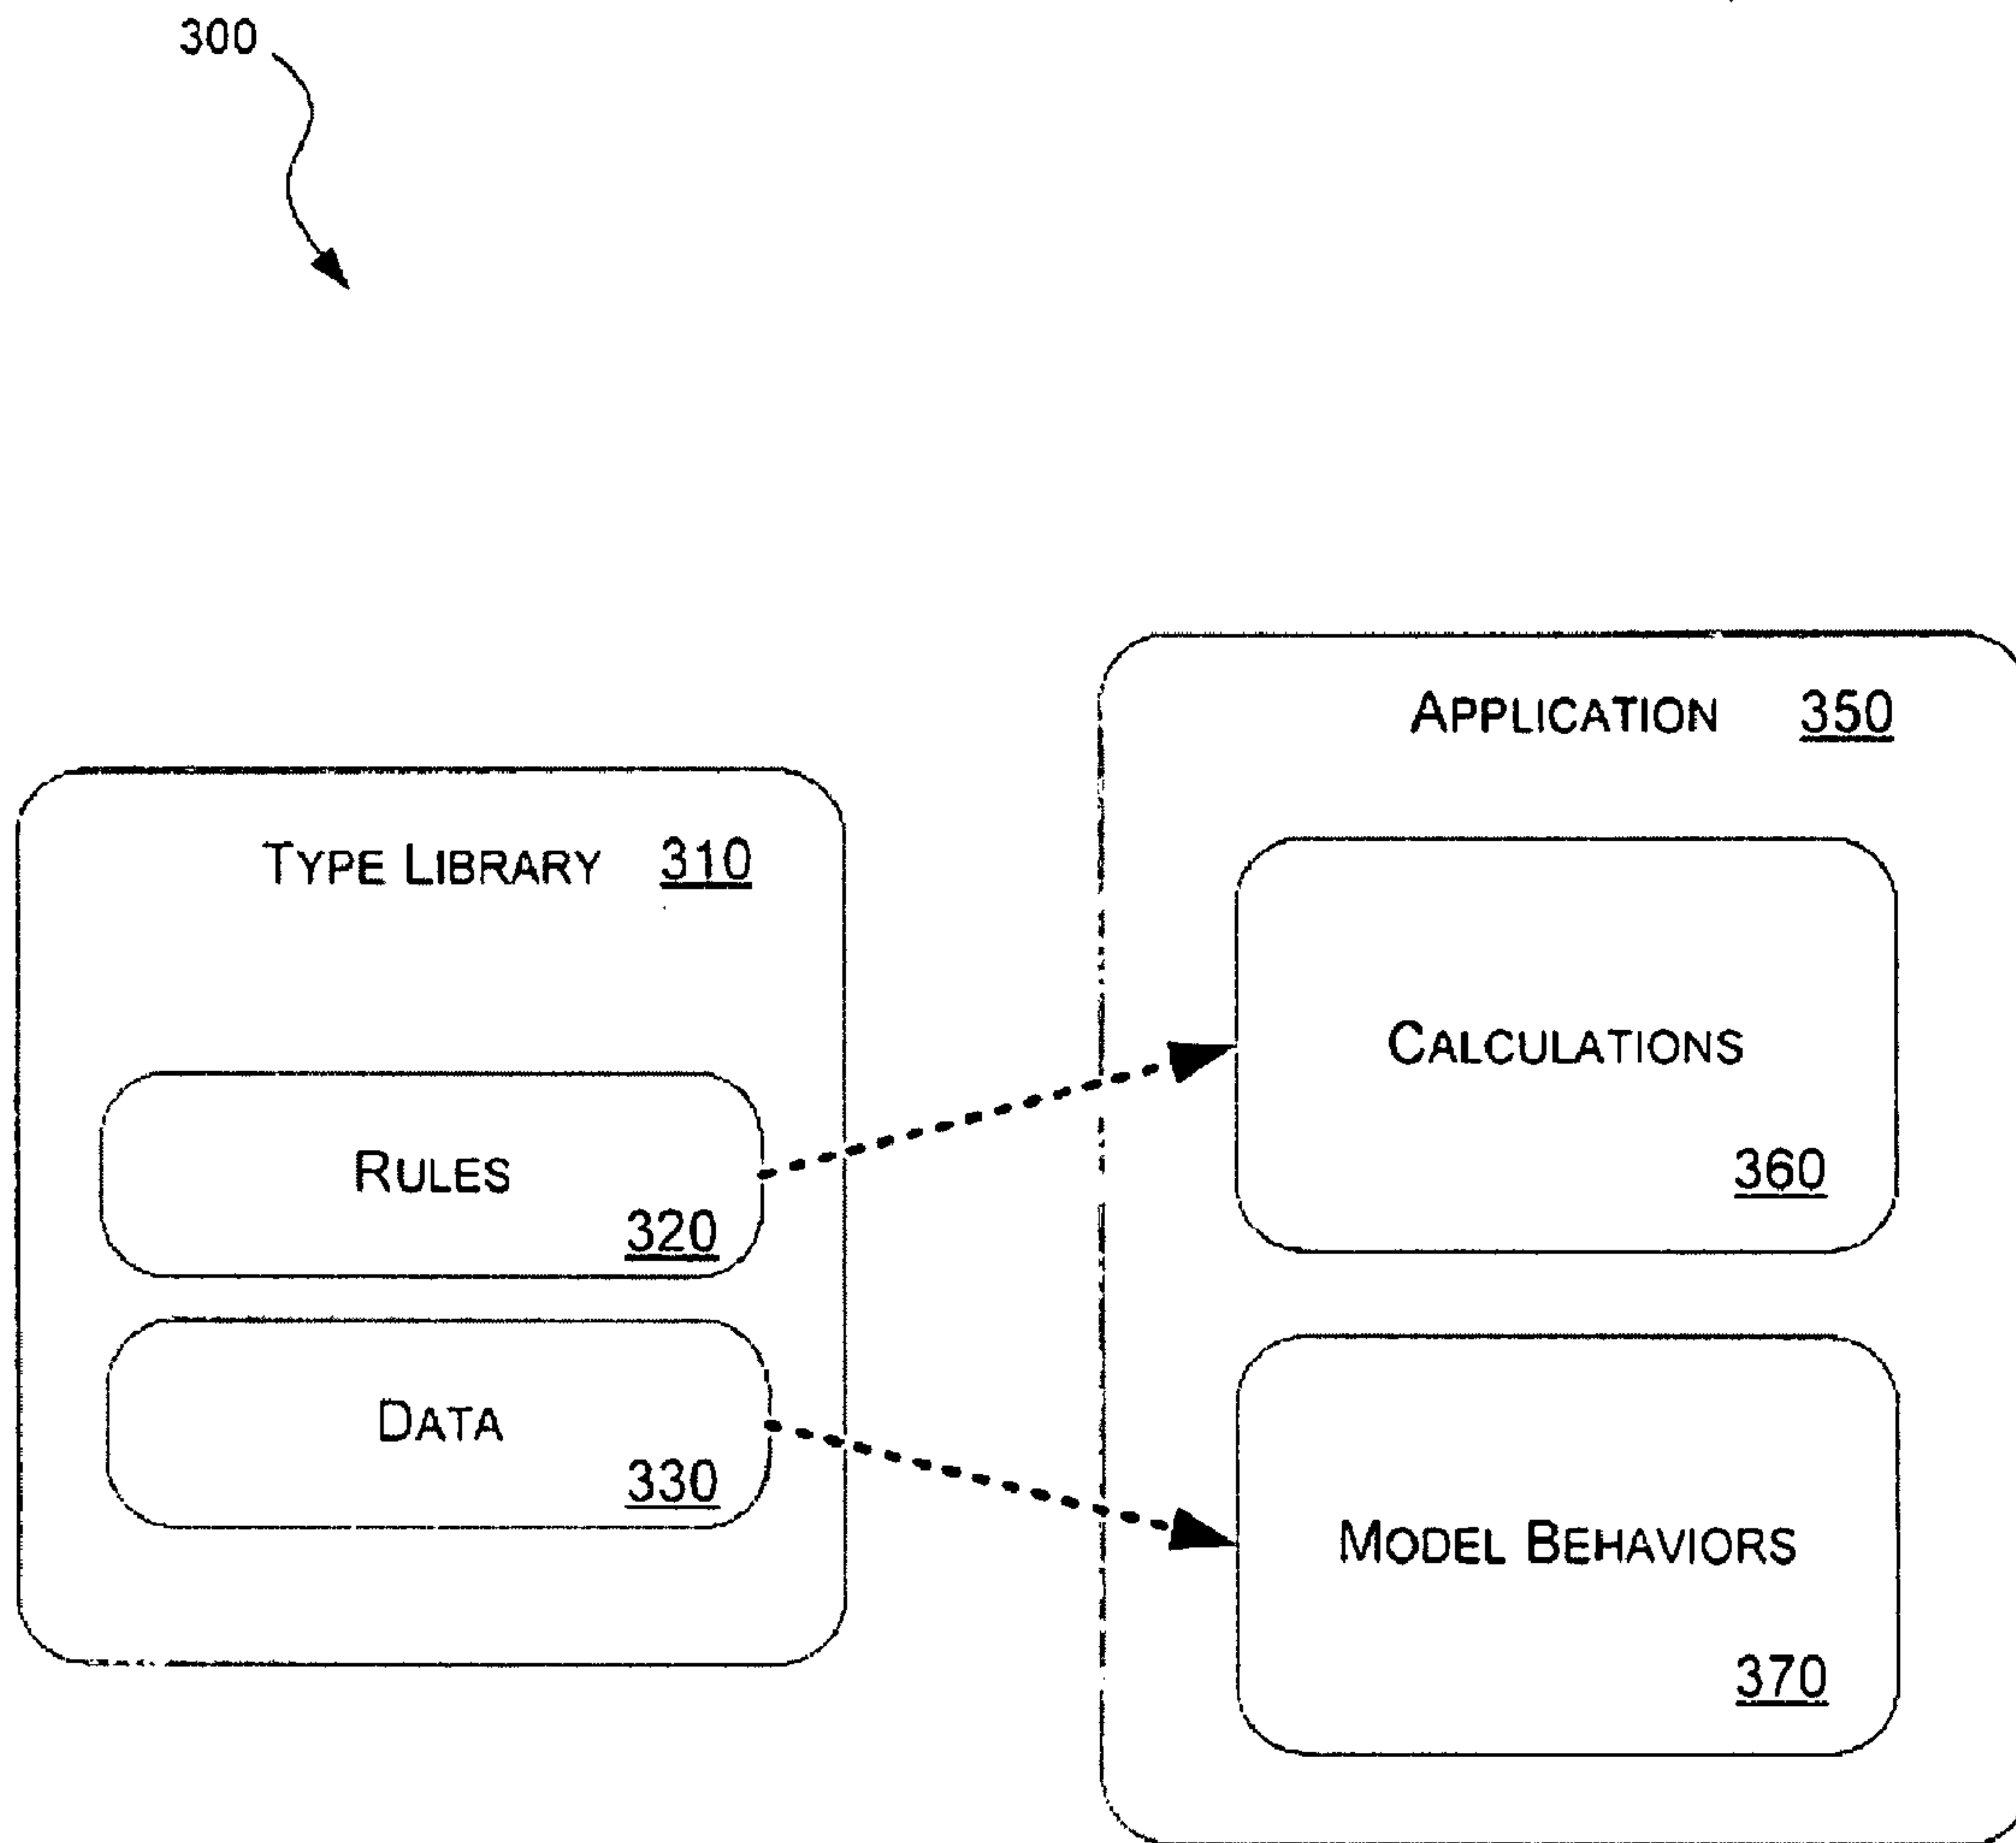 300
APPLICATION 350
TYPE LIBRARY 310
CALCULATIONS
360
RULES
320
DATA
330
MODEL BEHAVIORS
370